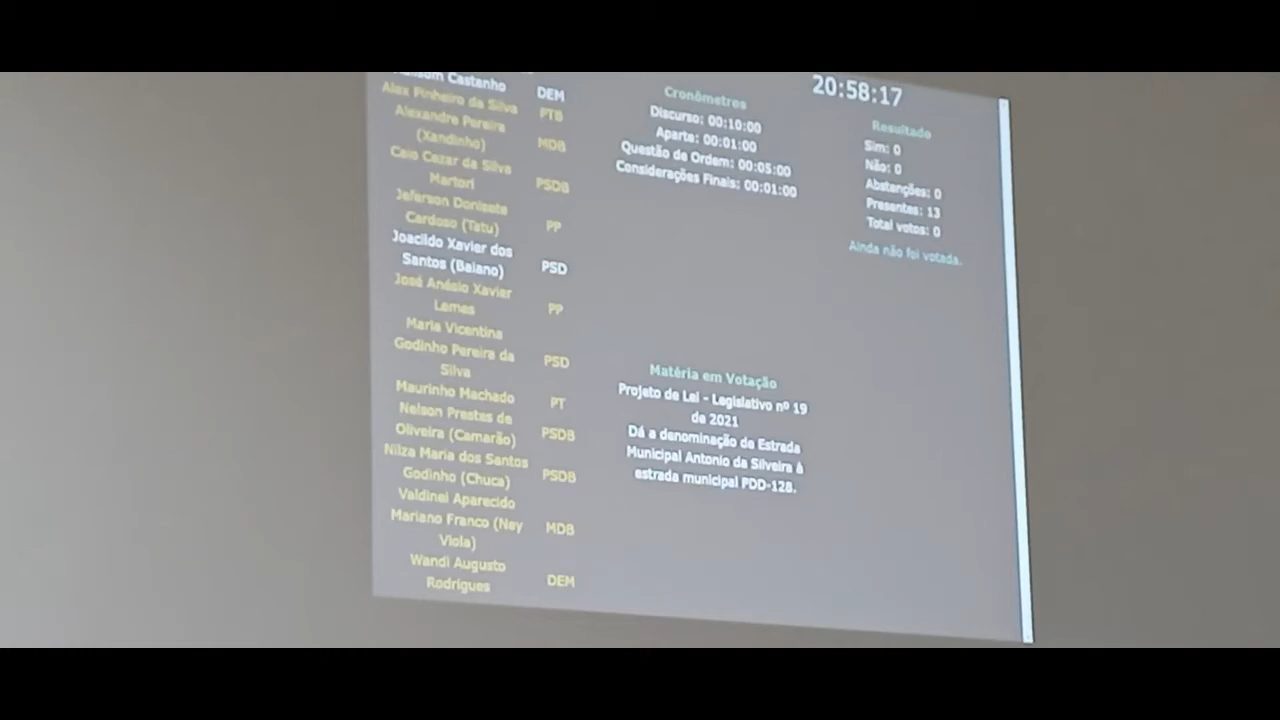 Castanho DEM
Alex Pinheiro da Silva PTB
Alexandre Pereira
(Xandinho) MDB
Caio Cezar da Silva
Martori PSDB
Jeferson Donisete
Cardoso (Tatu) PP
Joacildo Xavier dos
Santos (Baiano) PSD
José Anésio Xavier
Lemes PP
Maria Vicentina
Godinho Pereira da
Silva PSD
Maurinho Machado PT
Nelson Prestes de
Oliveira (Camarão) PSDB
Nilza Maria dos Santos
Godinho (Chuca) PSDB
Valdinei Aparecido
Mariano Franco (Ney
Viola) MDB
Wandi Augusto
Rodrigues DEM
Cronômetros
Discurso: 00:10:00
Aparte: 00:01:00
Questão de Ordem: 00:05:00
Considerações Finais: 00:01:00
Matéria em Votação
Projeto de Lei - Legislativo nº 19
de 2021
Dá a denominação de Estrada
Municipal Antonio da Silveira à
estrada municipal PDD-128.
20:58:17
Resultado
Sim: 0
Não: 0
Abstenções: 0
Presentes: 13
Total votos: 0
Ainda não foi votada.